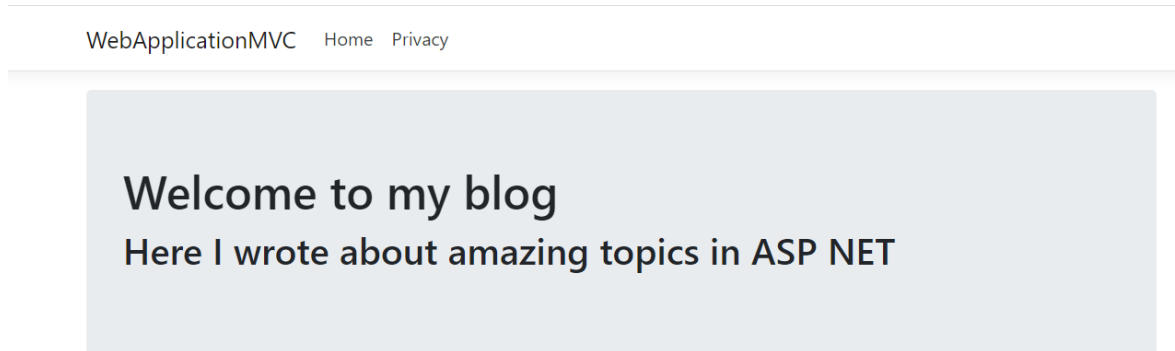 WebApplicationMVC Home Privacy
Welcome to my blog
Here I wrote about amazing topics in ASP NET